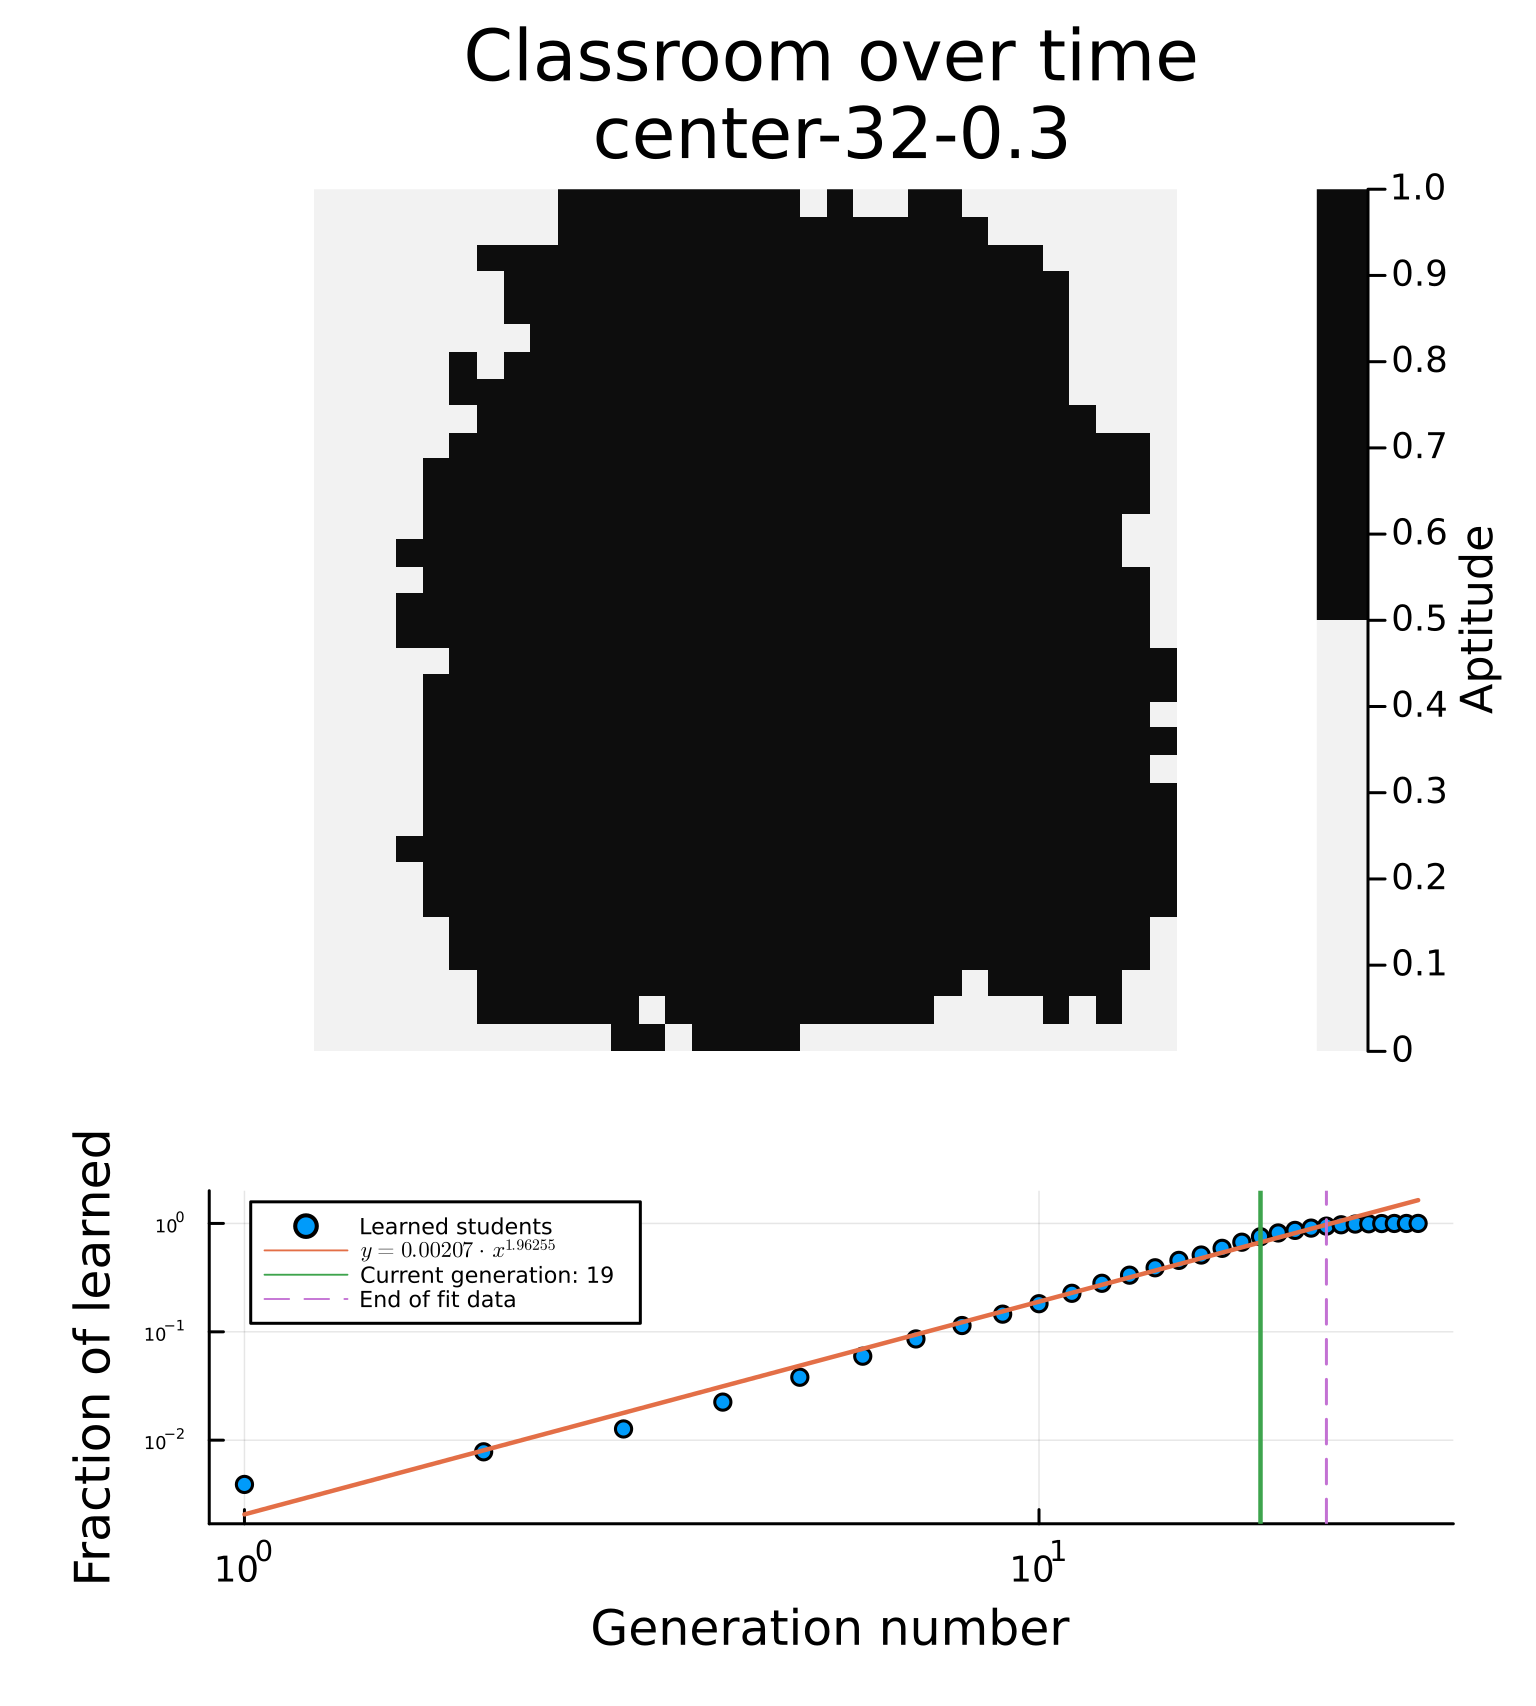 Classroom over time
center-32-0.3
1.0
0.9
0.8
0.7
0.6
0.5
0.4
0.3
0.2
0.1
0
Aptitude
Fraction of learned
10^0
10^−1
10^−2
Learned students
y = 0.00207 · x^1.96255
Current generation: 19
End of fit data
10^0
10^1
Generation number